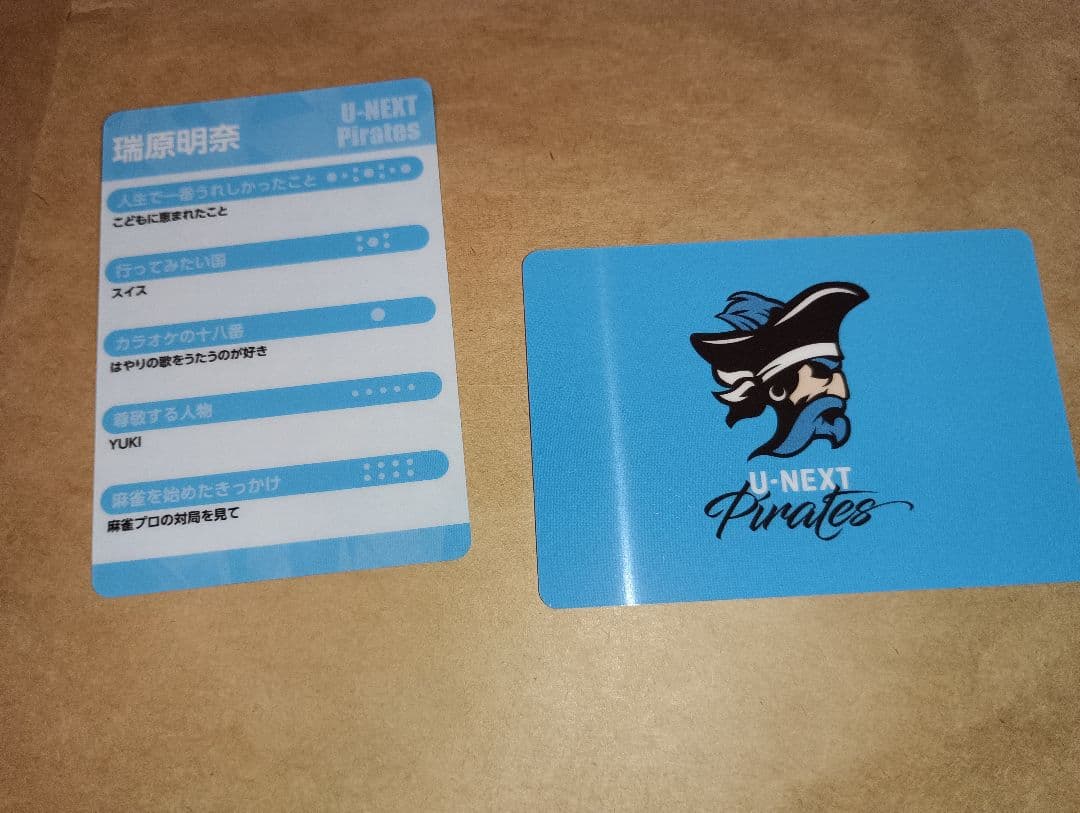 瑞原明奈
U-NEXT
Pirates
人生で一番うれしかったこと
こどもに恵まれたこと
行ってみたい国
スイス
カラオケの十八番
はやりの歌をうたうのが好き
尊敬する人物
YUKI
麻雀を始めたきっかけ
麻雀プロの対局を見て
U-NEXT
Pirates